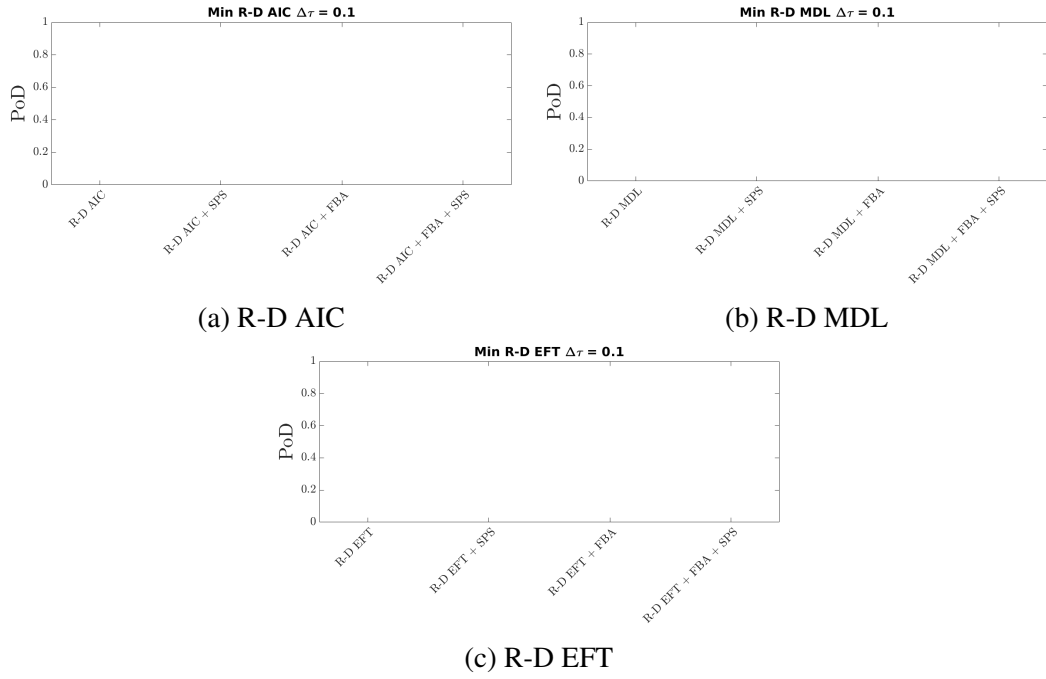 Min R-D AIC Δτ = 0.1
1
0.8
0.6
0.4
0.2
0
PoD
R-D AIC
R-D AIC + SPS
R-D AIC + FBA
R-D AIC + FBA + SPS
(a) R-D AIC
Min R-D MDL Δτ = 0.1
1
0.8
0.6
0.4
0.2
0
PoD
R-D MDL
R-D MDL + SPS
R-D MDL + FBA
R-D MDL + FBA + SPS
(b) R-D MDL
Min R-D EFT Δτ = 0.1
1
0.8
0.6
0.4
0.2
0
PoD
R-D EFT
R-D EFT + SPS
R-D EFT + FBA
R-D EFT + FBA + SPS
(c) R-D EFT